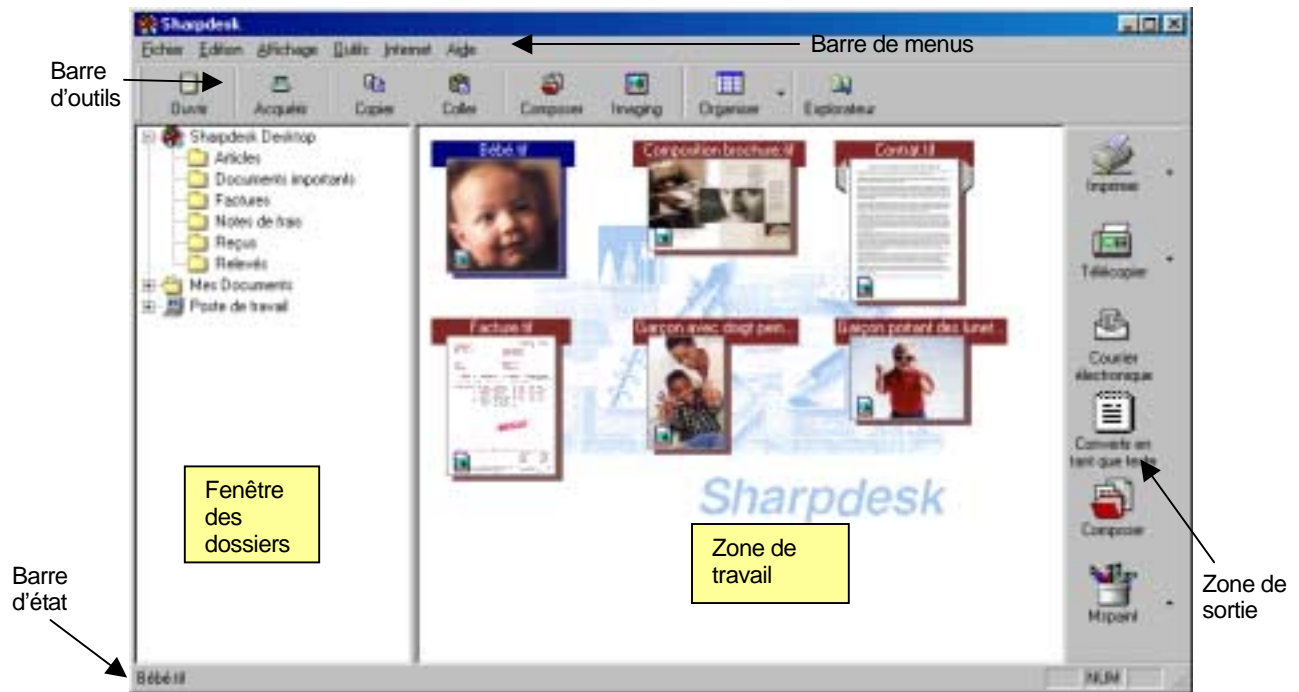 Sharpdesk
Fichier Edition Affichage Outils Internet Aide
Barre de menus
Barre
d'outils
Ouvrir Acquérir Copier Coller Composer Imaging Organiser Explorateur
Sharpdesk Desktop
Articles
Documents importants
Factures
Notes de frais
Reçus
Relevés
Mes Documents
Poste de travail
Bébé.tif
Composition brochure.tif
Contrat.tif
Facture.tif
Garçon avec doigt pein...
Garçon portant des lunet...
Sharpdesk
Imprimer
Télécopier
Courrier
électronique
Convertir en
tant que texte
Composer
Mspaint
Fenêtre
des
dossiers
Zone de
travail
Zone de
sortie
Barre
d'état
Bébé.tif
NUM